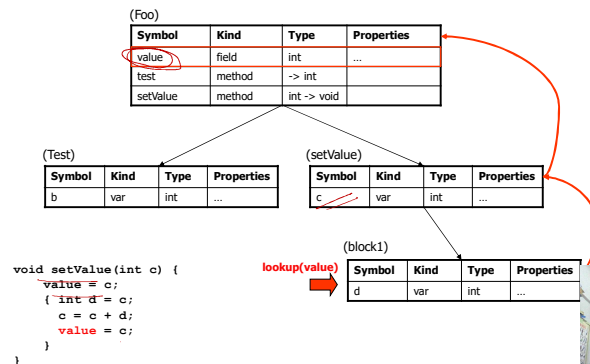 (Foo)
Symbol Kind Type Properties
value field int ...
test method -> int
setValue method int -> void
(Test)
Symbol Kind Type Properties
b var int ...
(setValue)
Symbol Kind Type Properties
c var int ...
(block1)
lookup(value)
Symbol Kind Type Properties
d var int ...
void setValue(int c) {
value = c;
{ int d = c;
c = c + d;
value = c;
}
}